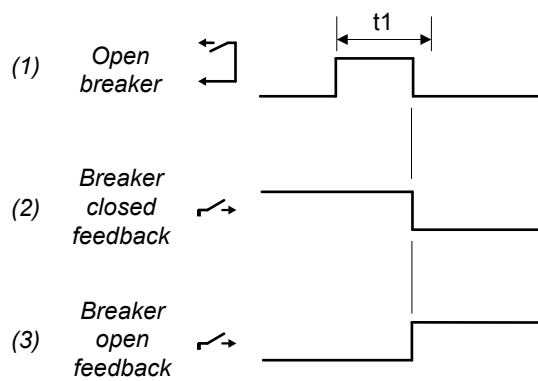 t1
(1) Open
breaker
Breaker
(2) closed
feedback
Breaker
(3) open
feedback